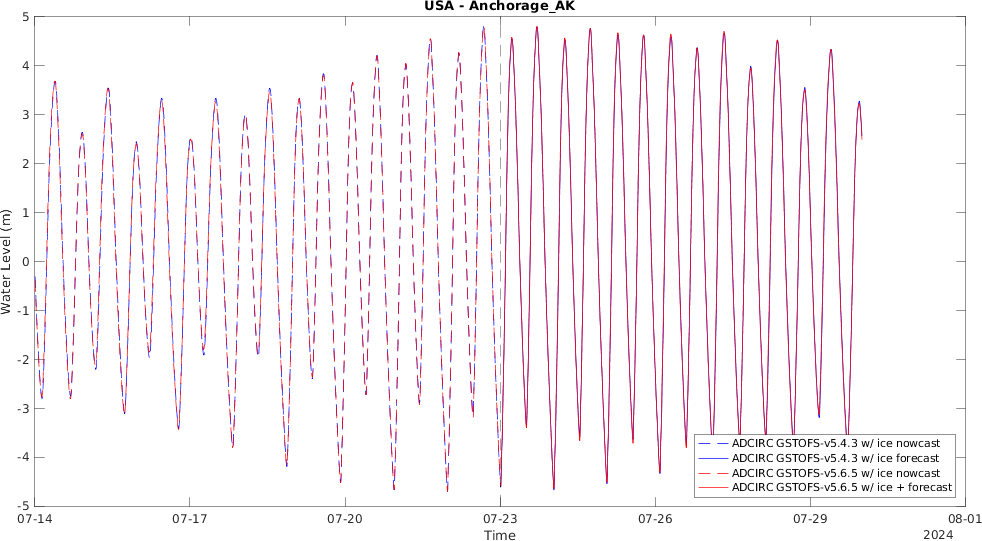 USA - Anchorage_AK
Water Level (m)
5
4
3
2
1
0
-1
-2
-3
-4
-5
ADCIRC GSTOFS-v5.4.3 w/ ice nowcast
ADCIRC GSTOFS-v5.4.3 w/ ice forecast
ADCIRC GSTOFS-v5.6.5 w/ ice nowcast
ADCIRC GSTOFS-v5.6.5 w/ ice + forecast
07-14 07-17 07-20 07-23 07-26 07-29 08-01
Time
2024